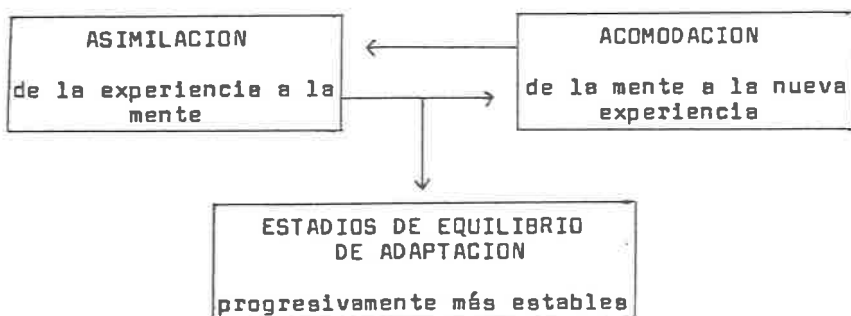 ASIMILACION
de la experiencia a la
mente
ACOMODACION
de la mente a la nueva
experiencia
ESTADIOS DE EQUILIBRIO
DE ADAPTACION
progresivamente más estables